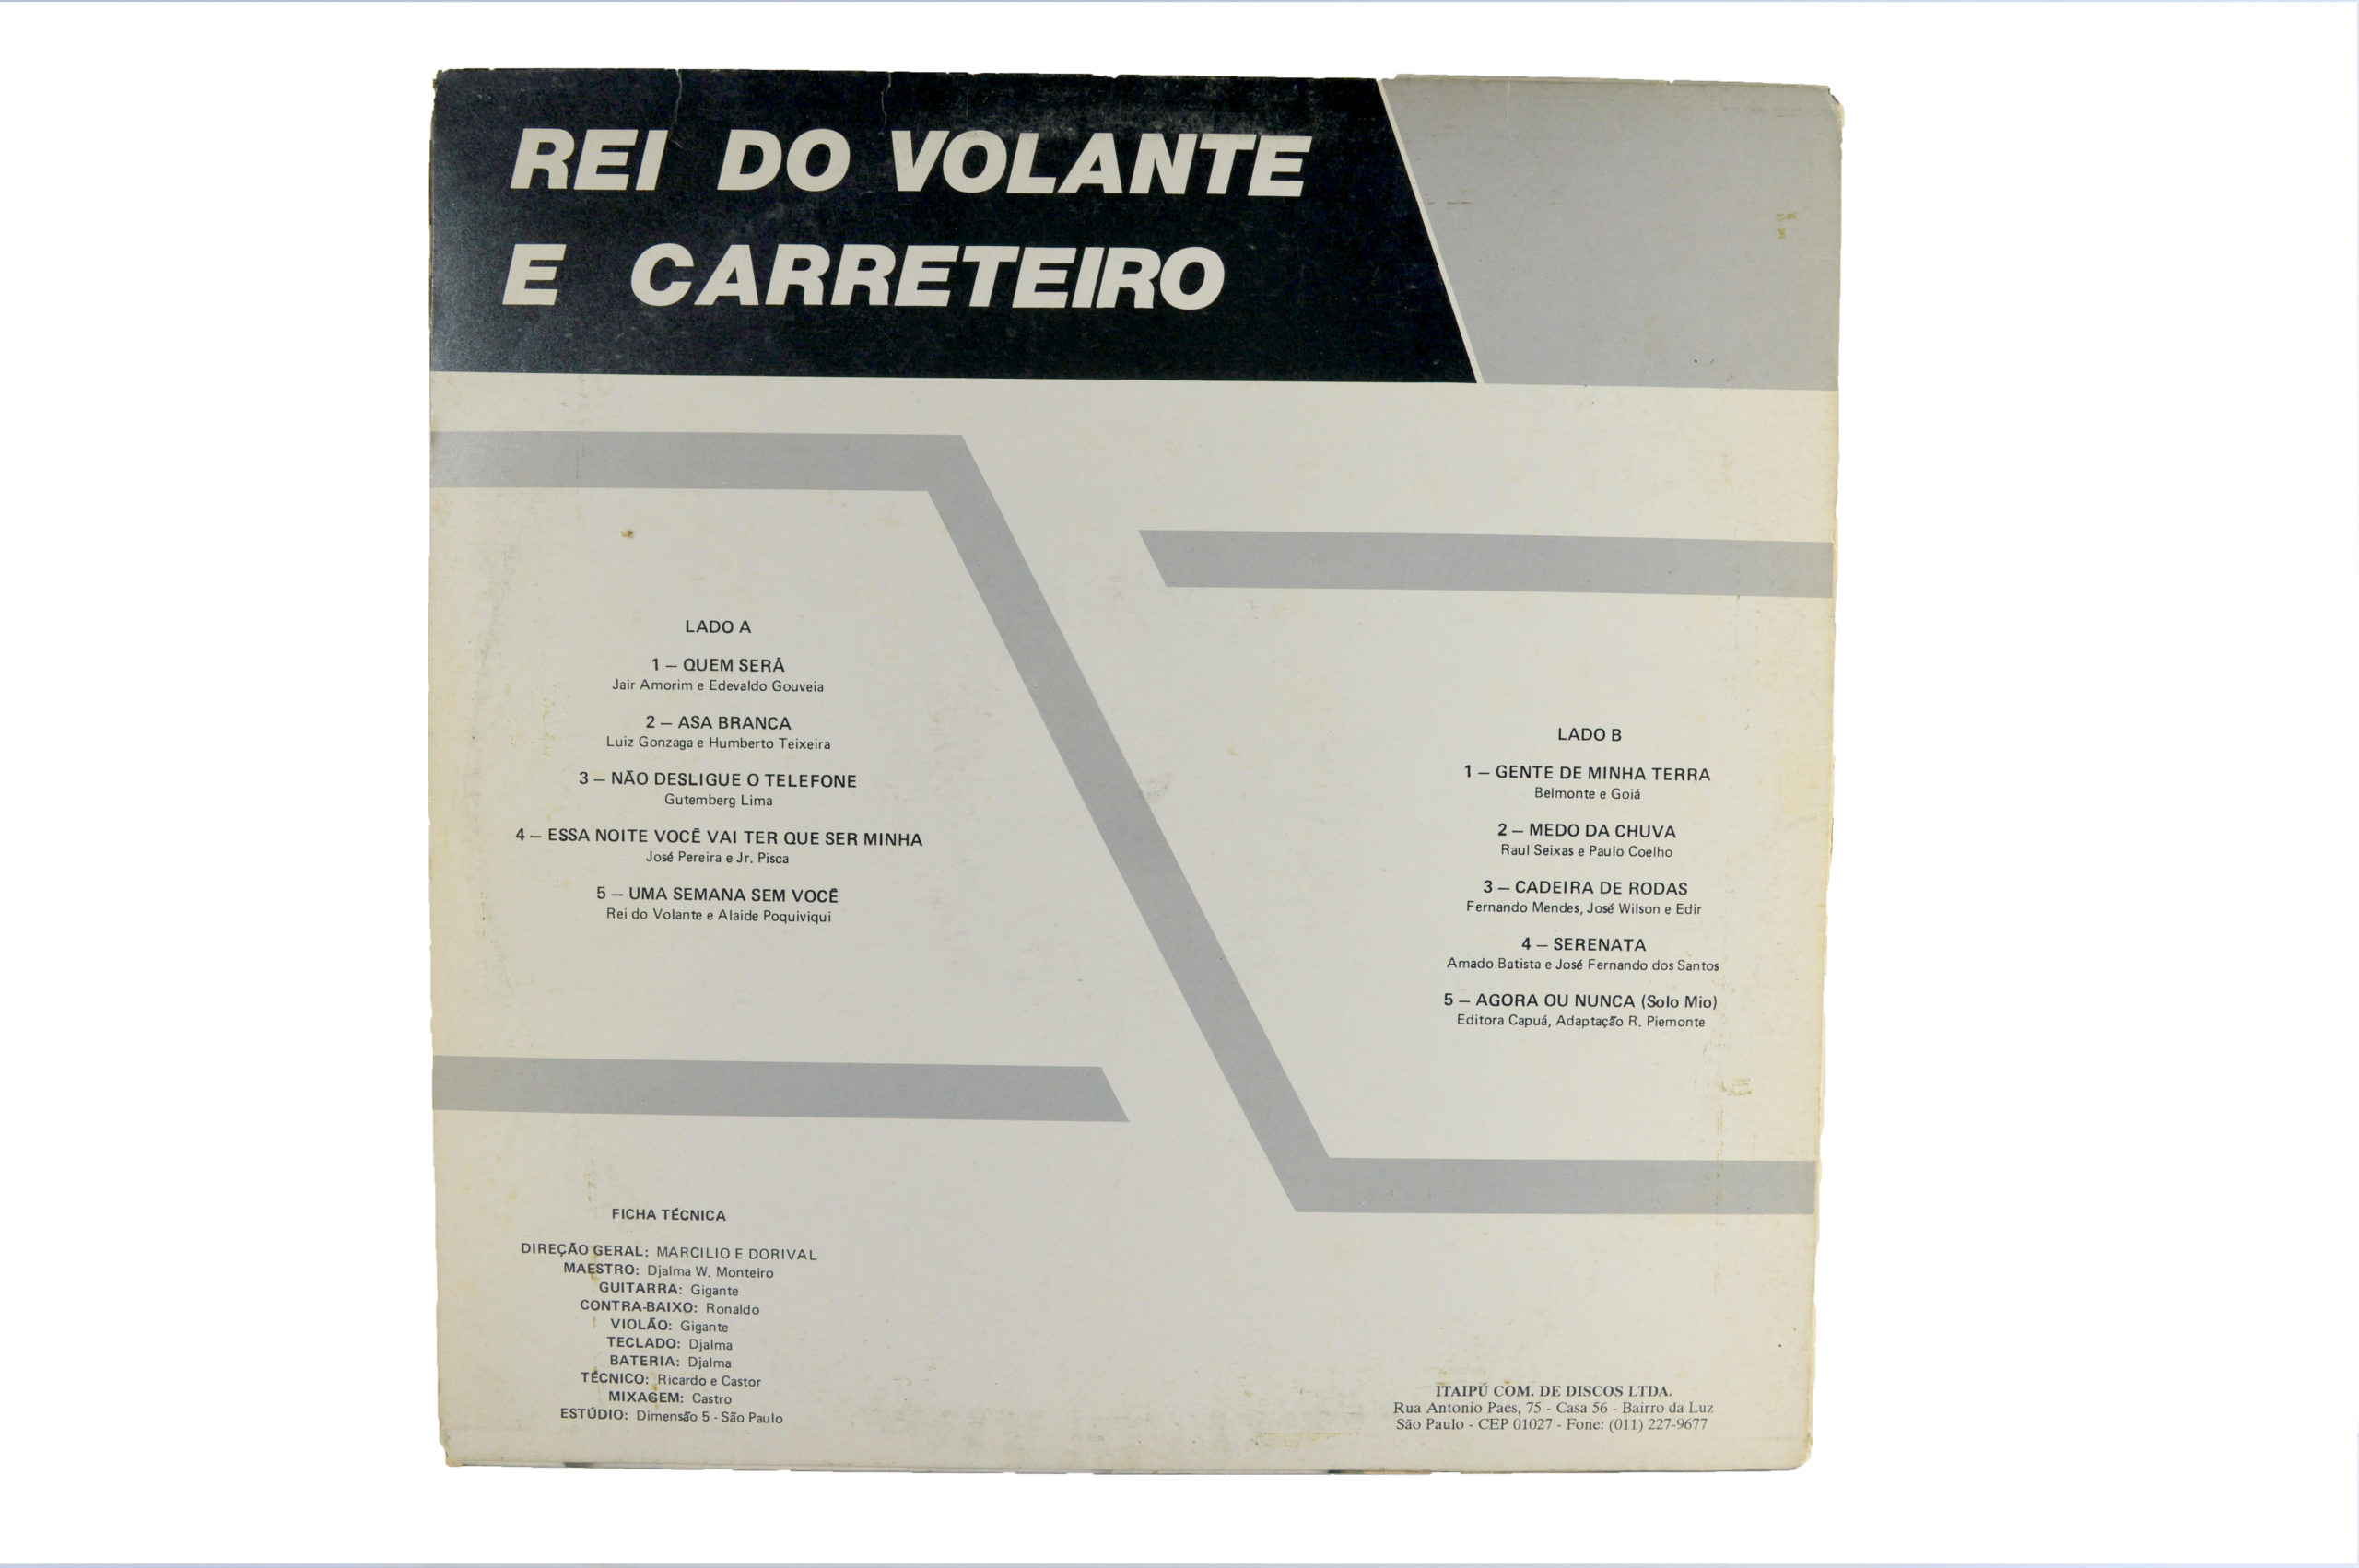 REI DO VOLANTE
E CARRETEIRO
LADO A
1 – QUEM SERÁ
Jair Amorim e Edevaldo Gouveia
2 – ASA BRANCA
Luiz Gonzaga e Humberto Teixeira
3 – NÃO DESLIGUE O TELEFONE
Gutemberg Lima
4 – ESSA NOITE VOCÊ VAI TER QUE SER MINHA
José Pereira e Jr. Pisca
5 – UMA SEMANA SEM VOCÊ
Rei do Volante e Alaide Poquiviqui
LADO B
1 – GENTE DE MINHA TERRA
Belmonte e Goiá
2 – MEDO DA CHUVA
Raul Seixas e Paulo Coelho
3 – CADEIRA DE RODAS
Fernando Mendes, José Wilson e Edir
4 – SERENATA
Amado Batista e José Fernando dos Santos
5 – AGORA OU NUNCA (Solo Mio)
Editora Capuá, Adaptação R. Piemonte
FICHA TÉCNICA
DIREÇÃO GERAL: MARCILIO E DORIVAL
MAESTRO: Djalma W. Monteiro
GUITARRA: Gigante
CONTRA-BAIXO: Ronaldo
VIOLÃO: Gigante
TECLADO: Djalma
BATERIA: Djalma
TÉCNICO: Ricardo e Castor
MIXAGEM: Castro
ESTÚDIO: Dimensão 5 - São Paulo
ITAIPÚ COM. DE DISCOS LTDA.
Rua Antonio Paes, 75 - Casa 56 - Bairro da Luz
São Paulo - CEP 01027 - Fone: (011) 227-9677